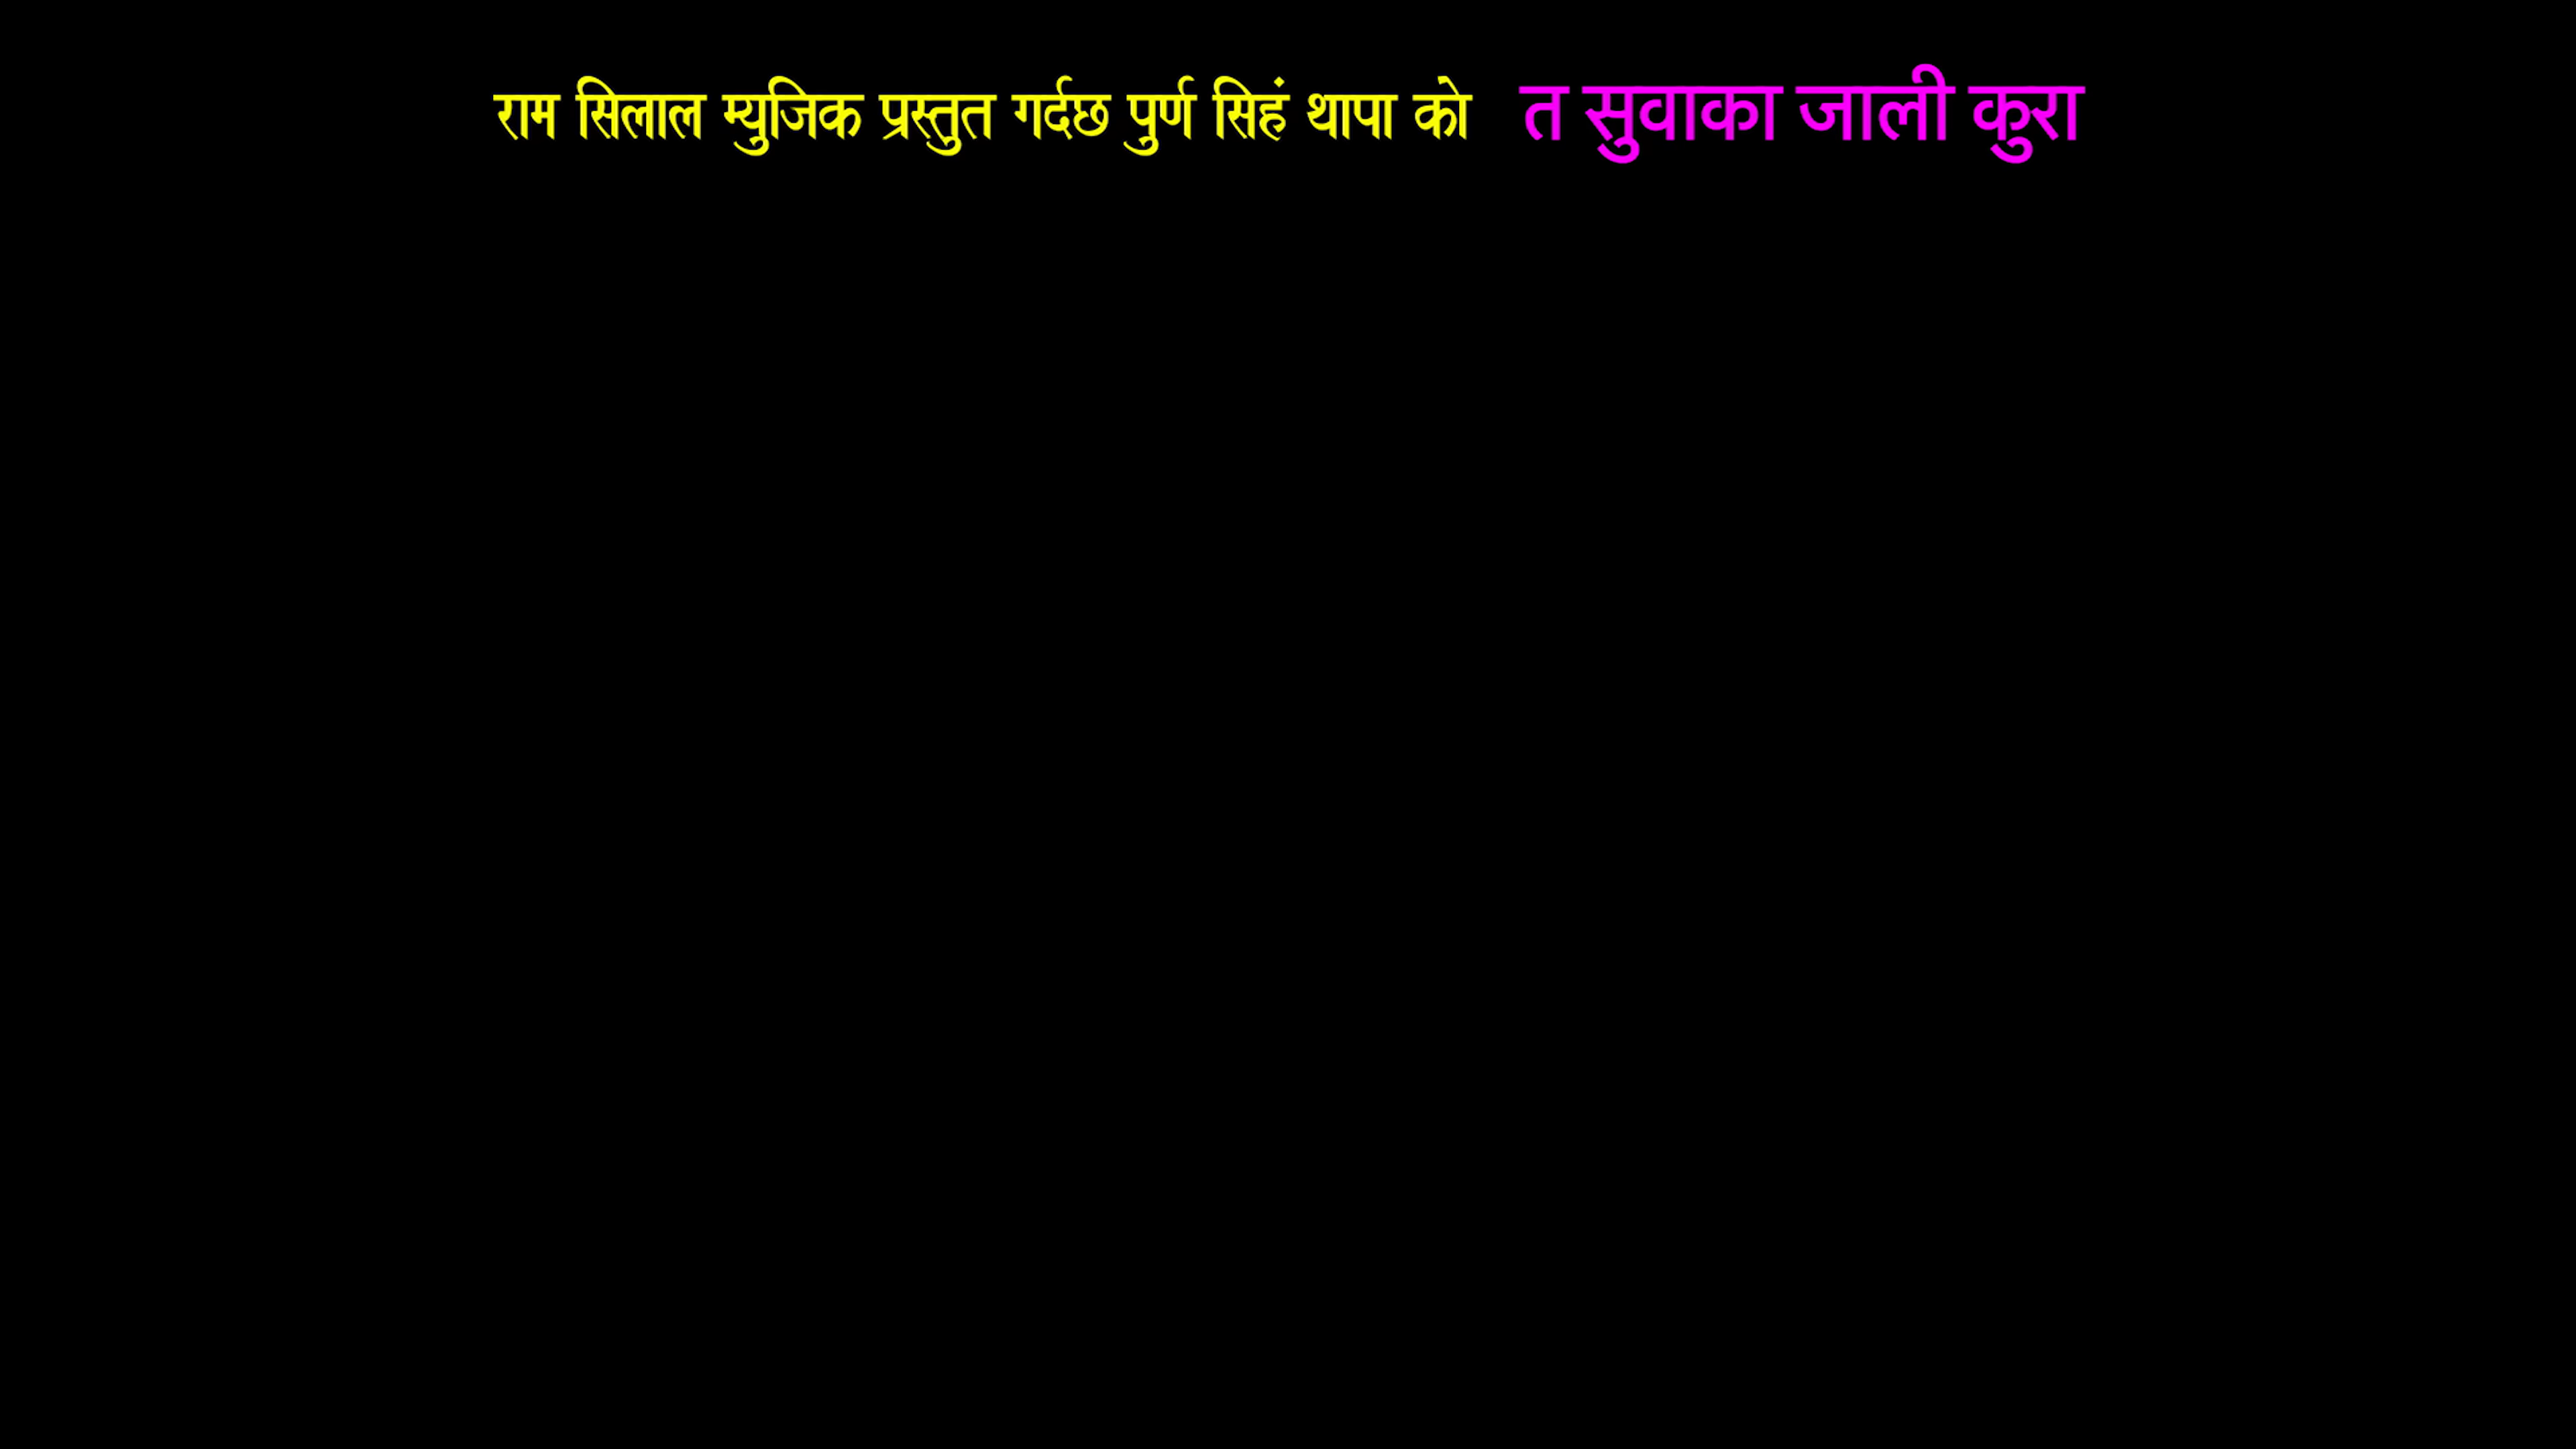 राम सिलाल म्युजिक प्रस्तुत गर्दछ पुर्ण सिहं थापा को त सुवाका जाली कुरा